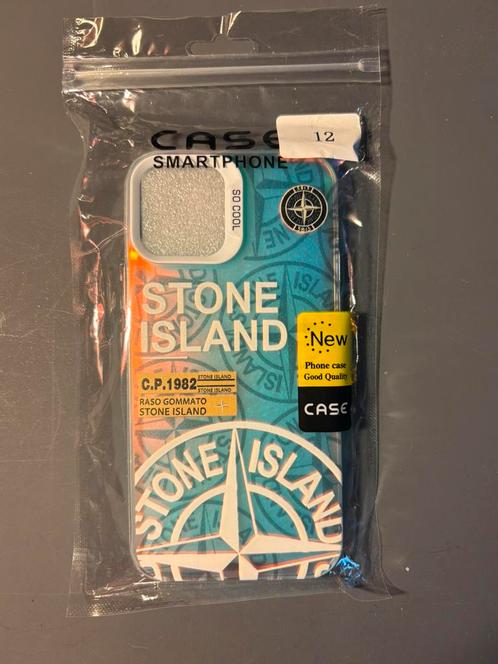 CASE
SMARTPHONE
12
SO COOL
STONE
ISLAND
C.P.1982
STONE ISLAND
STONE ISLAND
RASO GOMMATO
STONE ISLAND
New
Phone case
Good Quality
CASE
STONE ISLAND